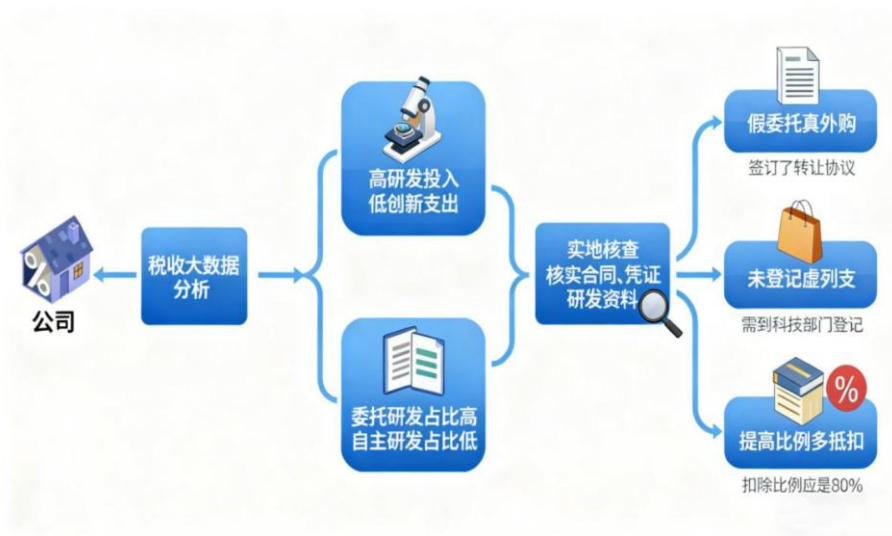 公司
税收大数据
分析
高研发投入
低创新支出
委托研发占比高
自主研发占比低
实地核查
核实合同、凭证
研发资料
假委托真外购
签订了转让协议
未登记虚列支
需到科技部门登记
%
提高比例多抵扣
扣除比例应是80%